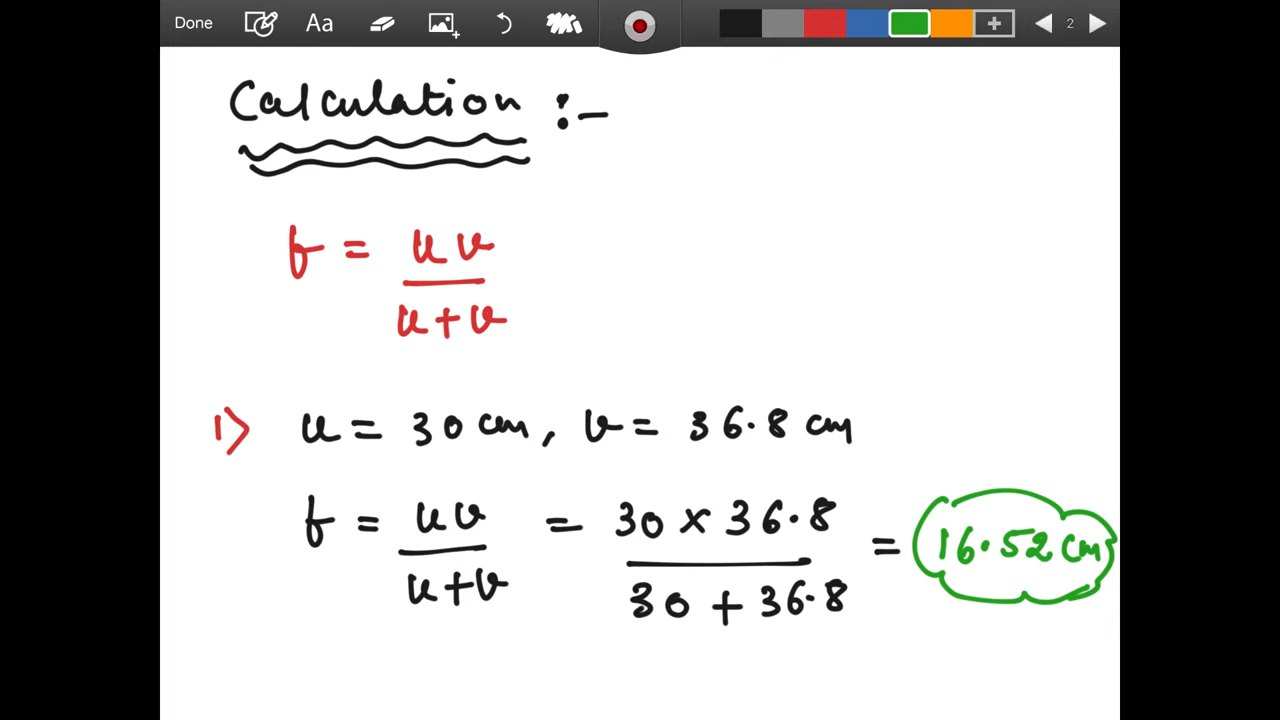 Done Aa 2
Calculation :-
f = uv / u+v
1) u = 30 cm, v = 36.8 cm
f = uv / u+v = 30 × 36.8 / 30 + 36.8 = 16.52 cm